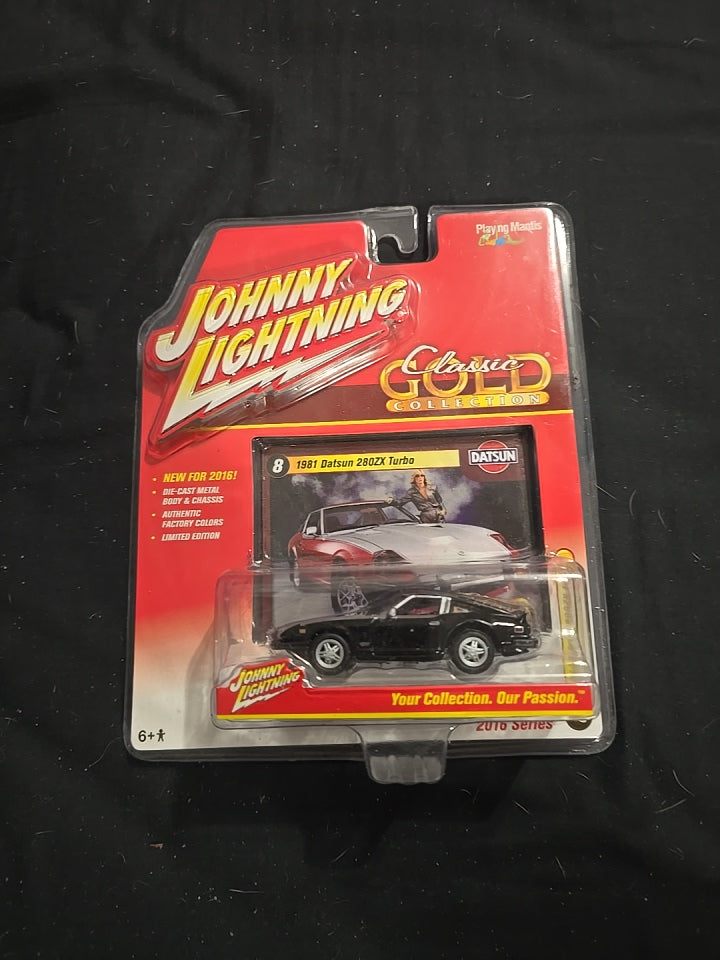 Playing Mantis
JOHNNY
LIGHTNING
Classic
GOLD
COLLECTION
8
1981 Datsun 280ZX Turbo
DATSUN
• NEW FOR 2016!
• DIE-CAST METAL
BODY & CHASSIS
• AUTHENTIC
FACTORY COLORS
• LIMITED EDITION
JOHNNY
LIGHTNING
Your Collection. Our Passion.™
2016 Series
6+